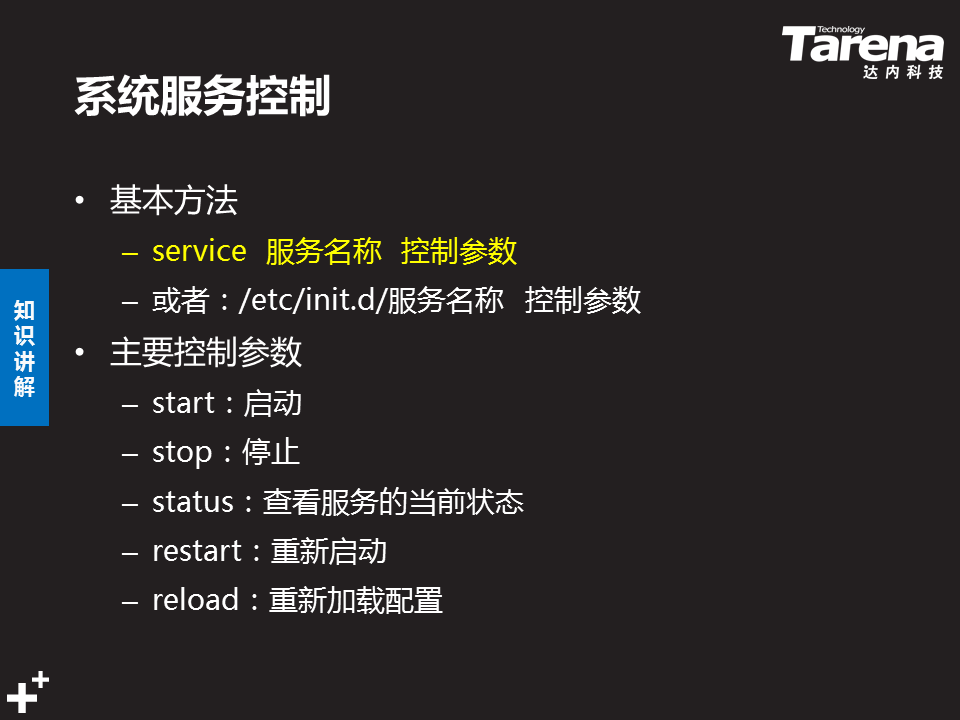 Technology
Tarena
达内科技
系统服务控制
• 基本方法
– service 服务名称 控制参数
– 或者：/etc/init.d/服务名称 控制参数
• 主要控制参数
– start：启动
– stop：停止
– status：查看服务的当前状态
– restart：重新启动
– reload：重新加载配置
知
识
讲
解